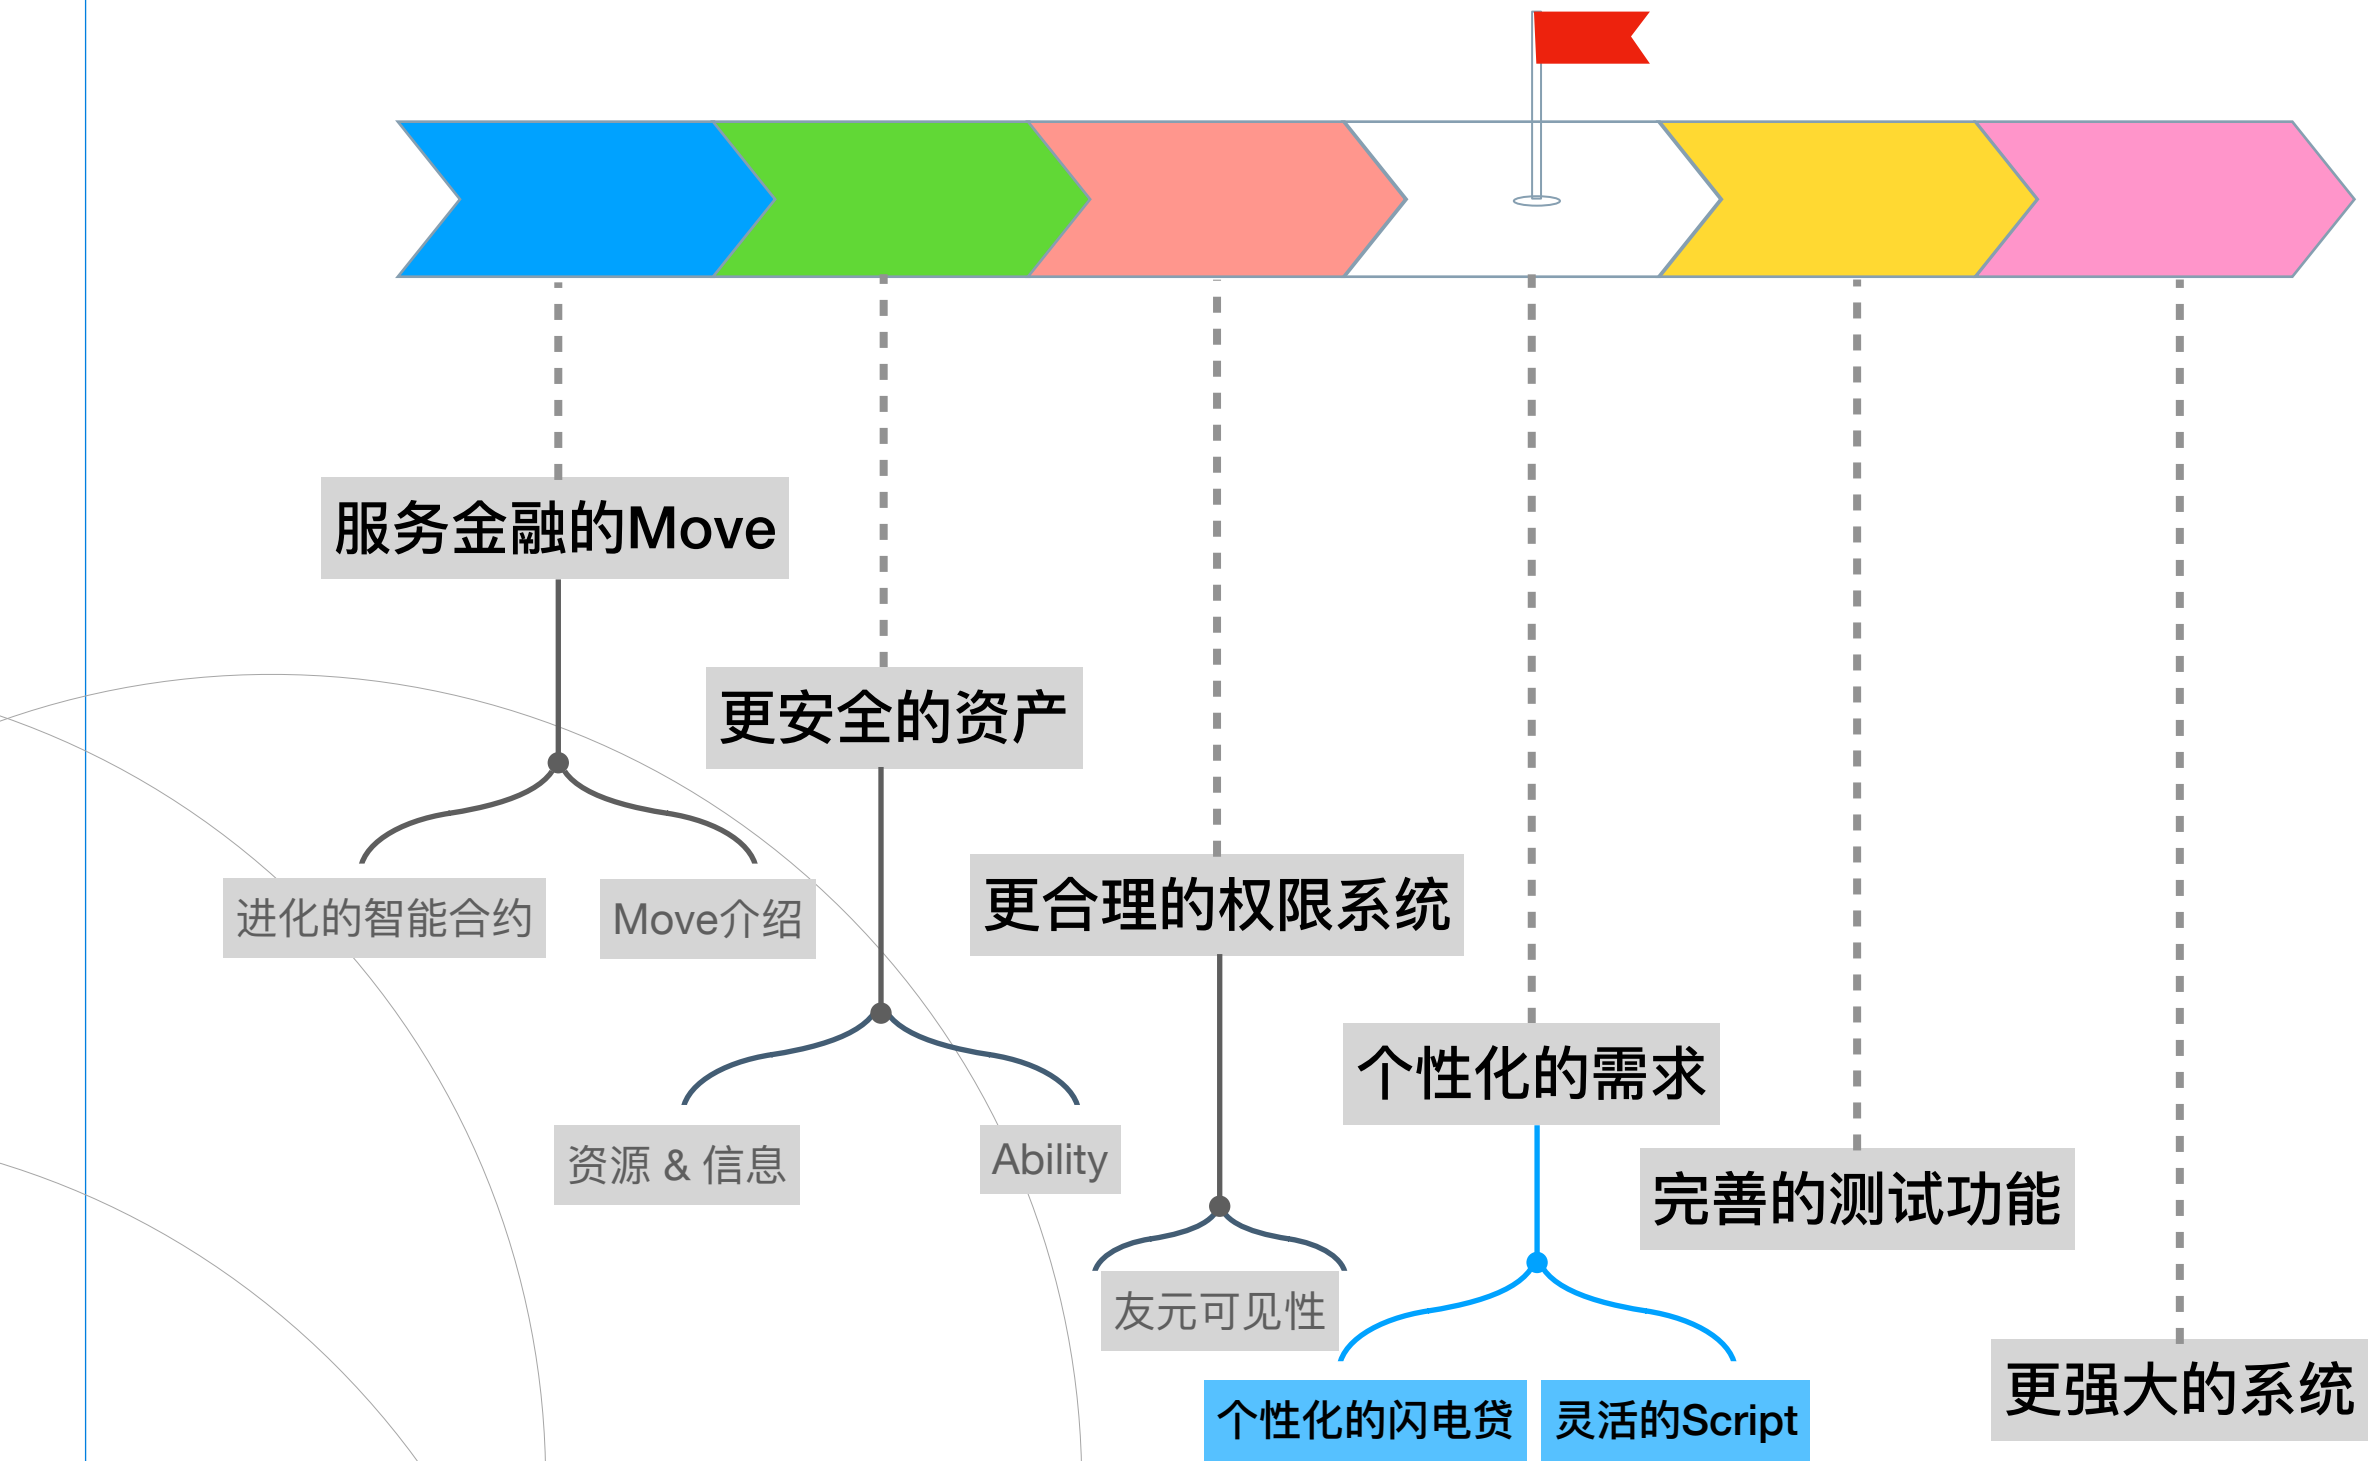 服务金融的Move
进化的智能合约
Move介绍
更安全的资产
资源 & 信息
Ability
更合理的权限系统
友元可见性
个性化的需求
个性化的闪电贷
灵活的Script
完善的测试功能
更强大的系统